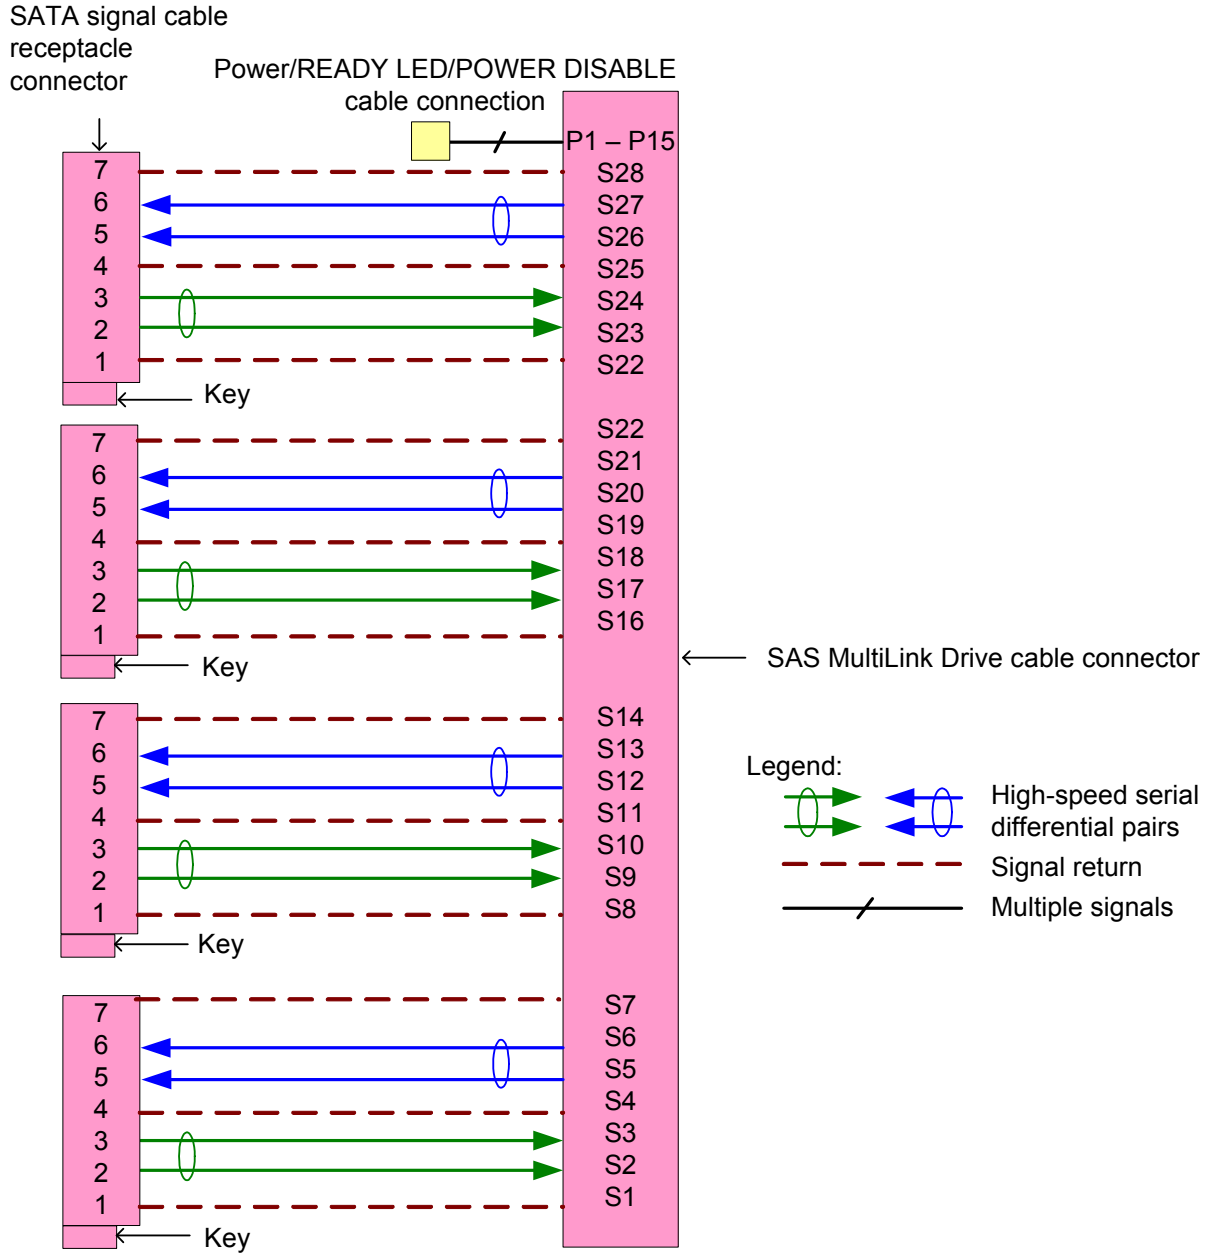 SATA signal cable
receptacle
connector
Power/READY LED/POWER DISABLE
cable connection
P1 – P15
7 S28
6 S27
5 S26
4 S25
3 S24
2 S23
1 S22
Key
7 S22
6 S21
5 S20
4 S19
3 S18
2 S17
1 S16
Key
SAS MultiLink Drive cable connector
7 S14
6 S13
5 S12
4 S11
3 S10
2 S9
1 S8
Key
Legend:
High-speed serial
differential pairs
Signal return
Multiple signals
7 S7
6 S6
5 S5
4 S4
3 S3
2 S2
1 S1
Key